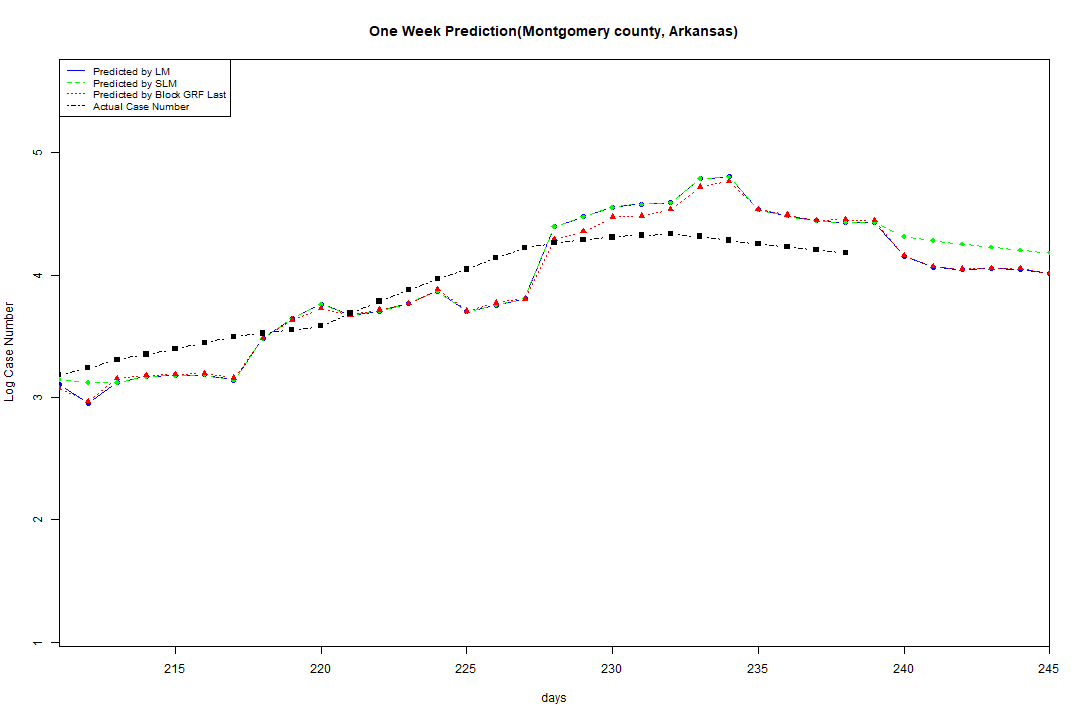 One Week Prediction(Montgomery county, Arkansas)
Predicted by LM
Predicted by SLM
Predicted by Block GRF Last
Actual Case Number
5
4
3
2
1
Log Case Number
215 220 225 230 235 240 245
days